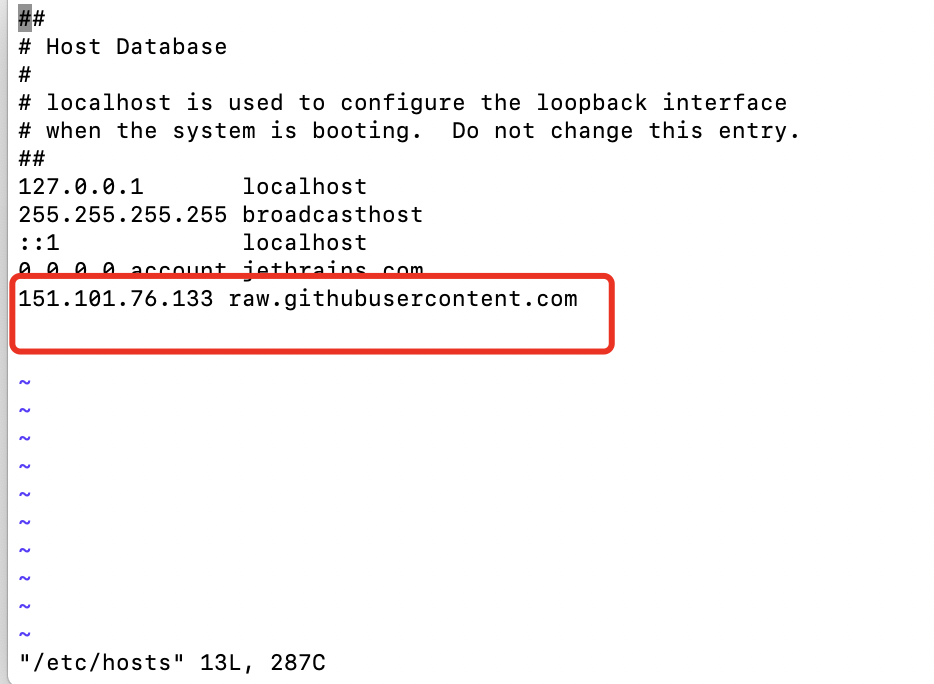 ##
# Host Database
#
# localhost is used to configure the loopback interface
# when the system is booting.  Do not change this entry.
##
127.0.0.1       localhost
255.255.255.255 broadcasthost
::1             localhost
0.0.0.0 account.jetbrains.com
151.101.76.133 raw.githubusercontent.com
~
~
~
~
~
~
~
~
~
~
"/etc/hosts" 13L, 287C